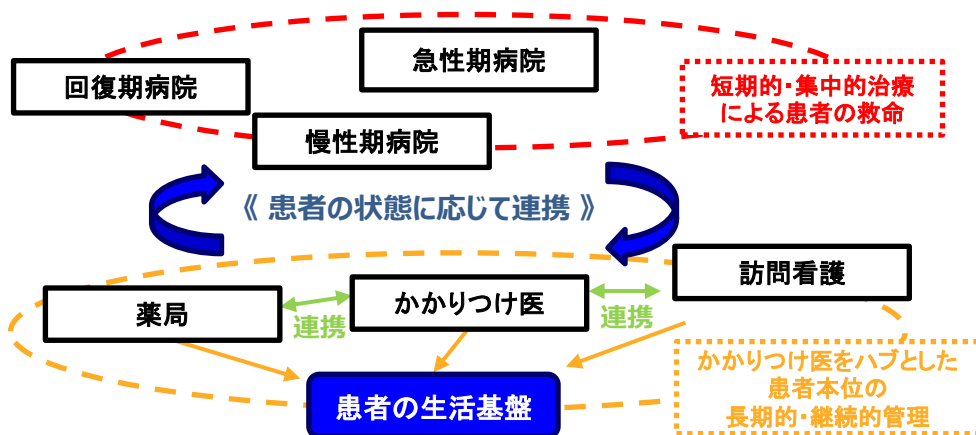 急性期病院
回復期病院
短期的・集中的治療
による患者の救命
慢性期病院
《 患者の状態に応じて連携 》
訪問看護
薬局
かかりつけ医
連携
連携
かかりつけ医をハブとした
患者本位の
長期的・継続的管理
患者の生活基盤